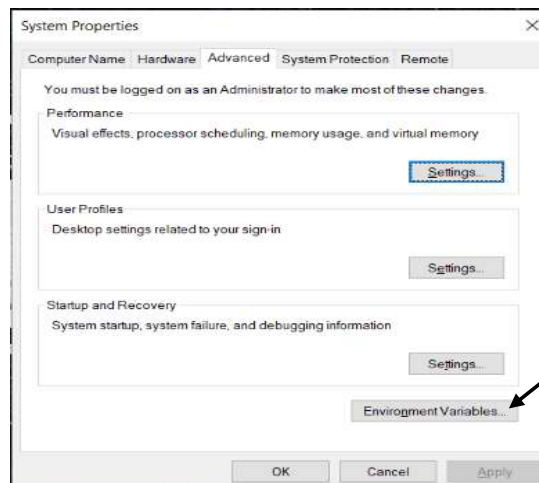 System Properties
Computer Name Hardware Advanced System Protection Remote
You must be logged on as an Administrator to make most of these changes.
Performance
Visual effects, processor scheduling, memory usage, and virtual memory
Settings...
User Profiles
Desktop settings related to your sign-in
Settings...
Startup and Recovery
System startup, system failure, and debugging information
Settings...
Environment Variables...
OK Cancel Apply